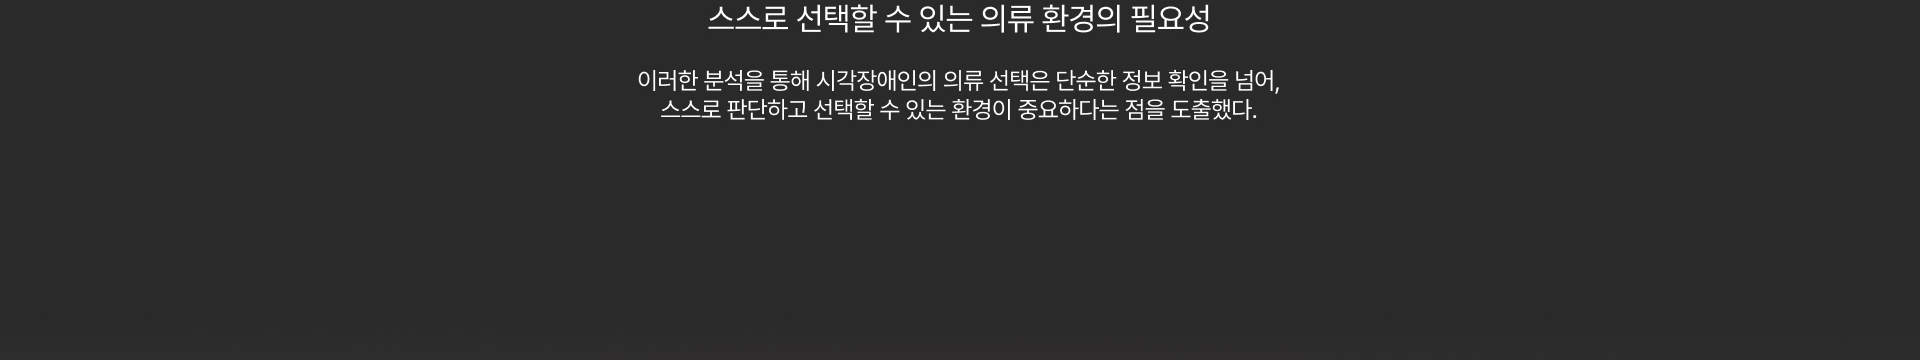 스스로 선택할 수 있는 의류 환경의 필요성
이러한 분석을 통해 시각장애인의 의류 선택은 단순한 정보 확인을 넘어,
스스로 판단하고 선택할 수 있는 환경이 중요하다는 점을 도출했다.